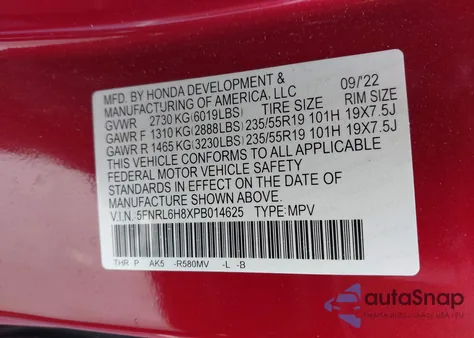 MFD. BY HONDA DEVELOPMENT & 09/'22
MANUFACTURING OF AMERICA, LLC
GVWR 2730 KG(6019LBS) TIRE SIZE RIM SIZE
GAWR F 1310 KG(2888LBS) 235/55R19 101H 19X7.5J
GAWR R 1465 KG(3230LBS) 235/55R19 101H 19X7.5J
THIS VEHICLE CONFORMS TO ALL APPLICABLE
FEDERAL MOTOR VEHICLE SAFETY
STANDARDS IN EFFECT ON THE DATE OF
MANUFACTURE SHOWN ABOVE.
V.I.N. 5FNRL6H8XPB014625 TYPE: MPV
THR P AK5 -R580MV -L -B
autoSnap